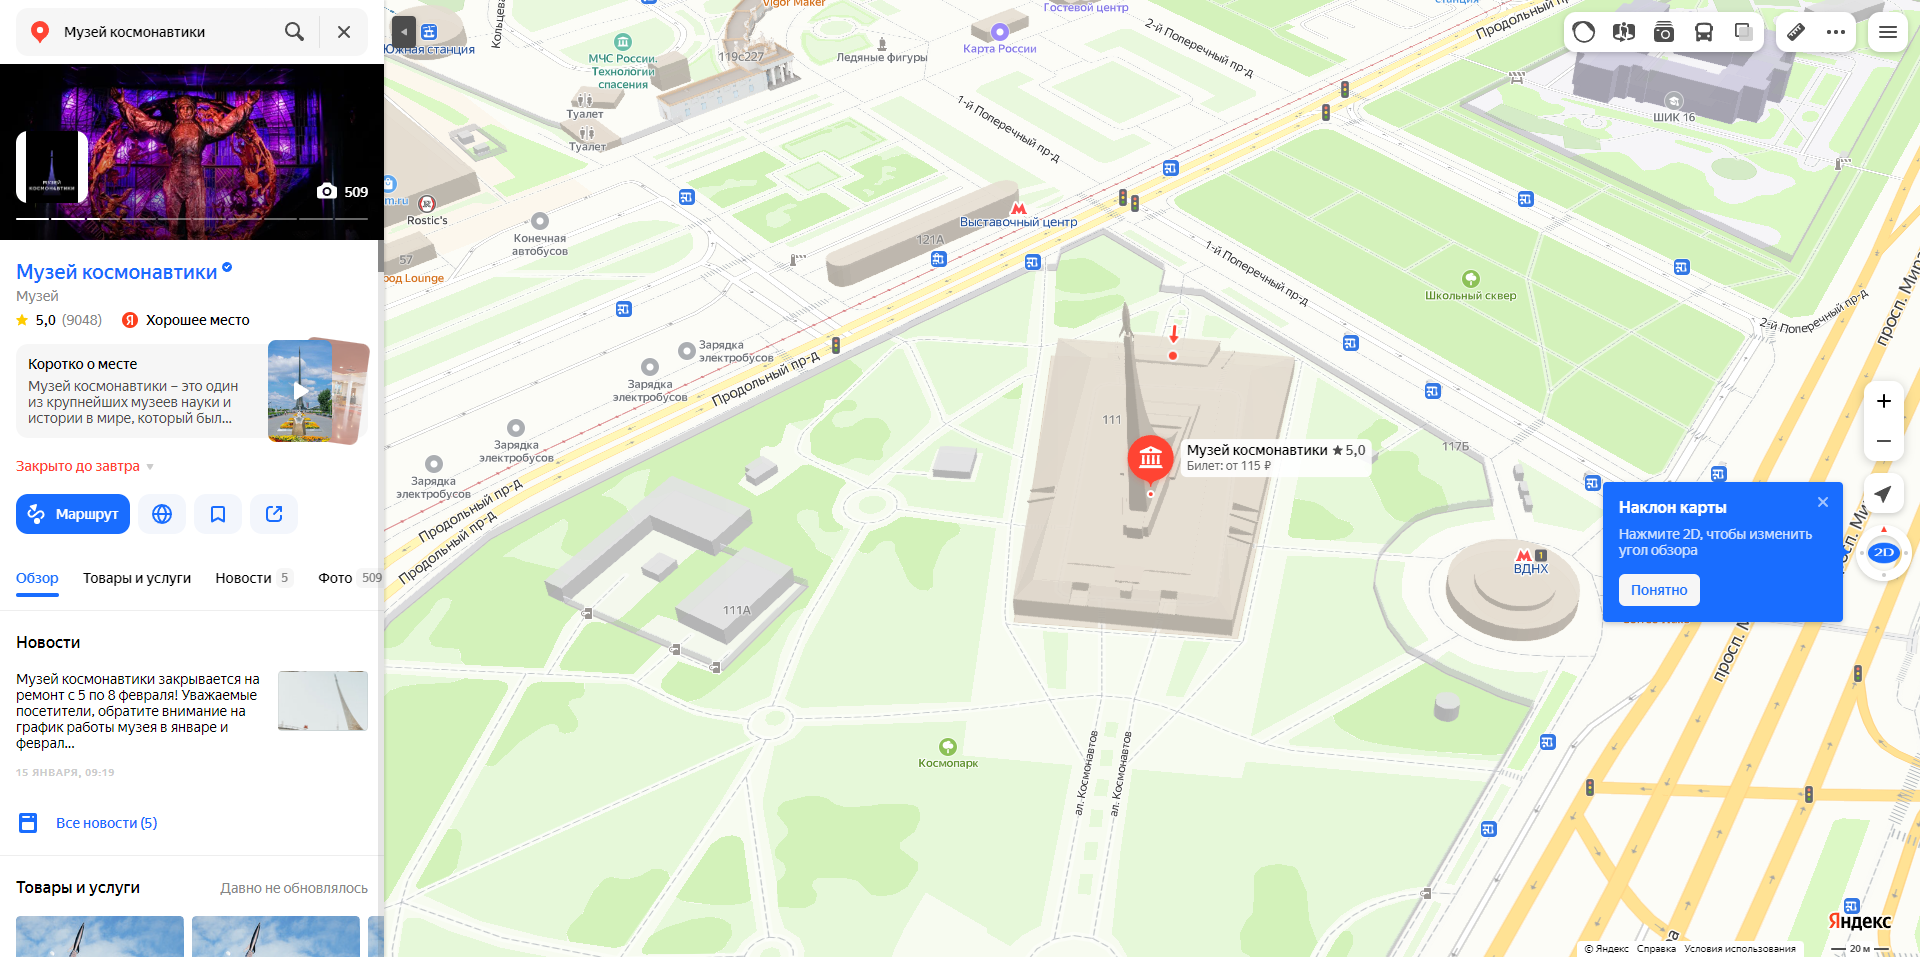 Музей космонавтики
МУЗЕЙ
КОСМОНАВТИКИ
509
Музей космонавтики
Музей
5,0 (9048)
Я Хорошее место
Коротко о месте
Музей космонавтики – это один
из крупнейших музеев науки и
истории в мире, который был...
Закрыто до завтра
Маршрут
Обзор Товары и услуги Новости 5 Фото 509
Новости
Музей космонавтики закрывается на
ремонт с 5 по 8 февраля! Уважаемые
посетители, обратите внимание на
график работы музея в январе и
феврал...
15 ЯНВАРЯ, 09:19
Все новости (5)
Товары и услуги Давно не обновлялось
Южная станция
Кольцева
Vigor Maker
МЧС России.
Технологии
спасения
119с227
Ледяные фигуры
Гостевой центр
Карта России
станция
2-й Поперечный пр-д
Продольный пр-д
ШИК 16
Туалет
Туалет
1-й Поперечный пр-д
m.ru
Rostic's
Конечная
автобусов
57
род Lounge
121А
Выставочный центр
1-й Поперечный пр-д
Школьный сквер
2-й Поперечный пр-д
просп. Мира
Зарядка
электробусов
Зарядка
электробусов
Продольный пр-д
Зарядка
электробусов
Зарядка
электробусов
Продольный пр-д
Продольный пр-д
111
Музей космонавтики 5,0
Билет: от 115 ₽
117Б
1
ВДНХ
111А
Космопарк
ал. Космонавтов
ал. Космонавтов
Наклон карты
Нажмите 2D, чтобы изменить
угол обзора
Понятно
2D
просп. М
Яндекс
© Яндекс Справка Условия использования
20 м